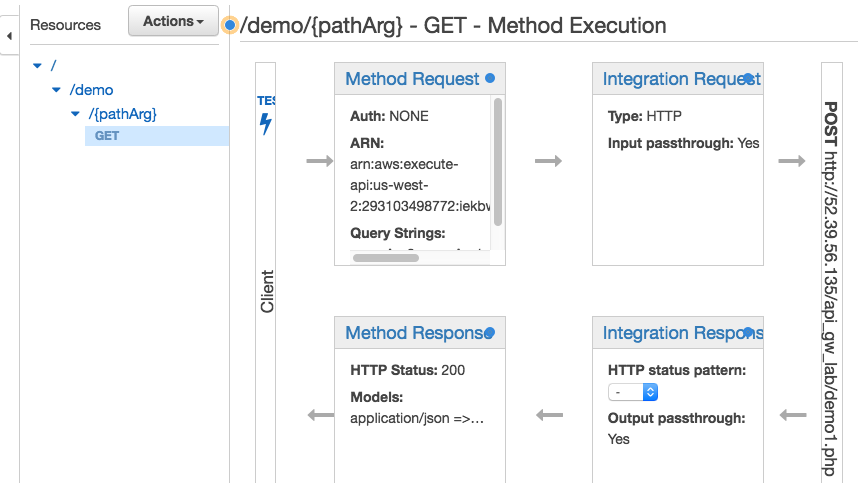 Resources
Actions
/
/demo
/{pathArg}
GET
/demo/{pathArg} - GET - Method Execution
TES
Client
Method Request
Auth: NONE
ARN:
arn:aws:execute-
api:us-west-
2:293103498772:iekbw
Query Strings:
Integration Request
Type: HTTP
Input passthrough: Yes
POST http://52.39.56.135/api_gw_lab/demo1.php
Method Response
HTTP Status: 200
Models:
application/json =>...
Integration Respons
HTTP status pattern:
-
Output passthrough:
Yes